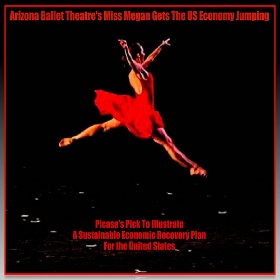 Arizona Ballet Theatre's Miss Megan Gets The US Economy Jumping
Picasa's Pick To Illustrate
A Sustainable Economic Recovery Plan
For the United States